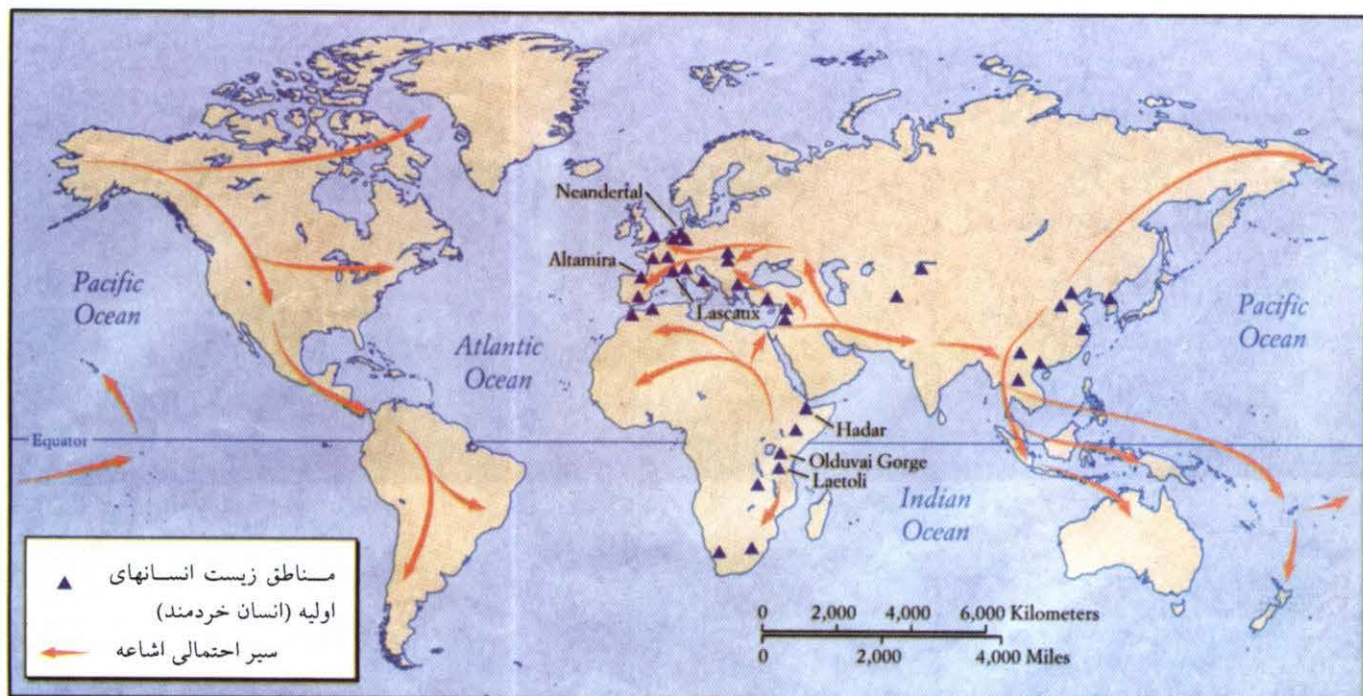 Neandertal
Altamira
Pacific
Ocean
Lascaux
Pacific
Ocean
Atlantic
Ocean
Hadar
Equator
Olduvai Gorge
Laetoli
Indian
Ocean
مناطق زیست انسانهای
اولیه (انسان خردمند)
سیر احتمالی اشاعه
0 2,000 4,000 6,000 Kilometers
0 2,000 4,000 Miles